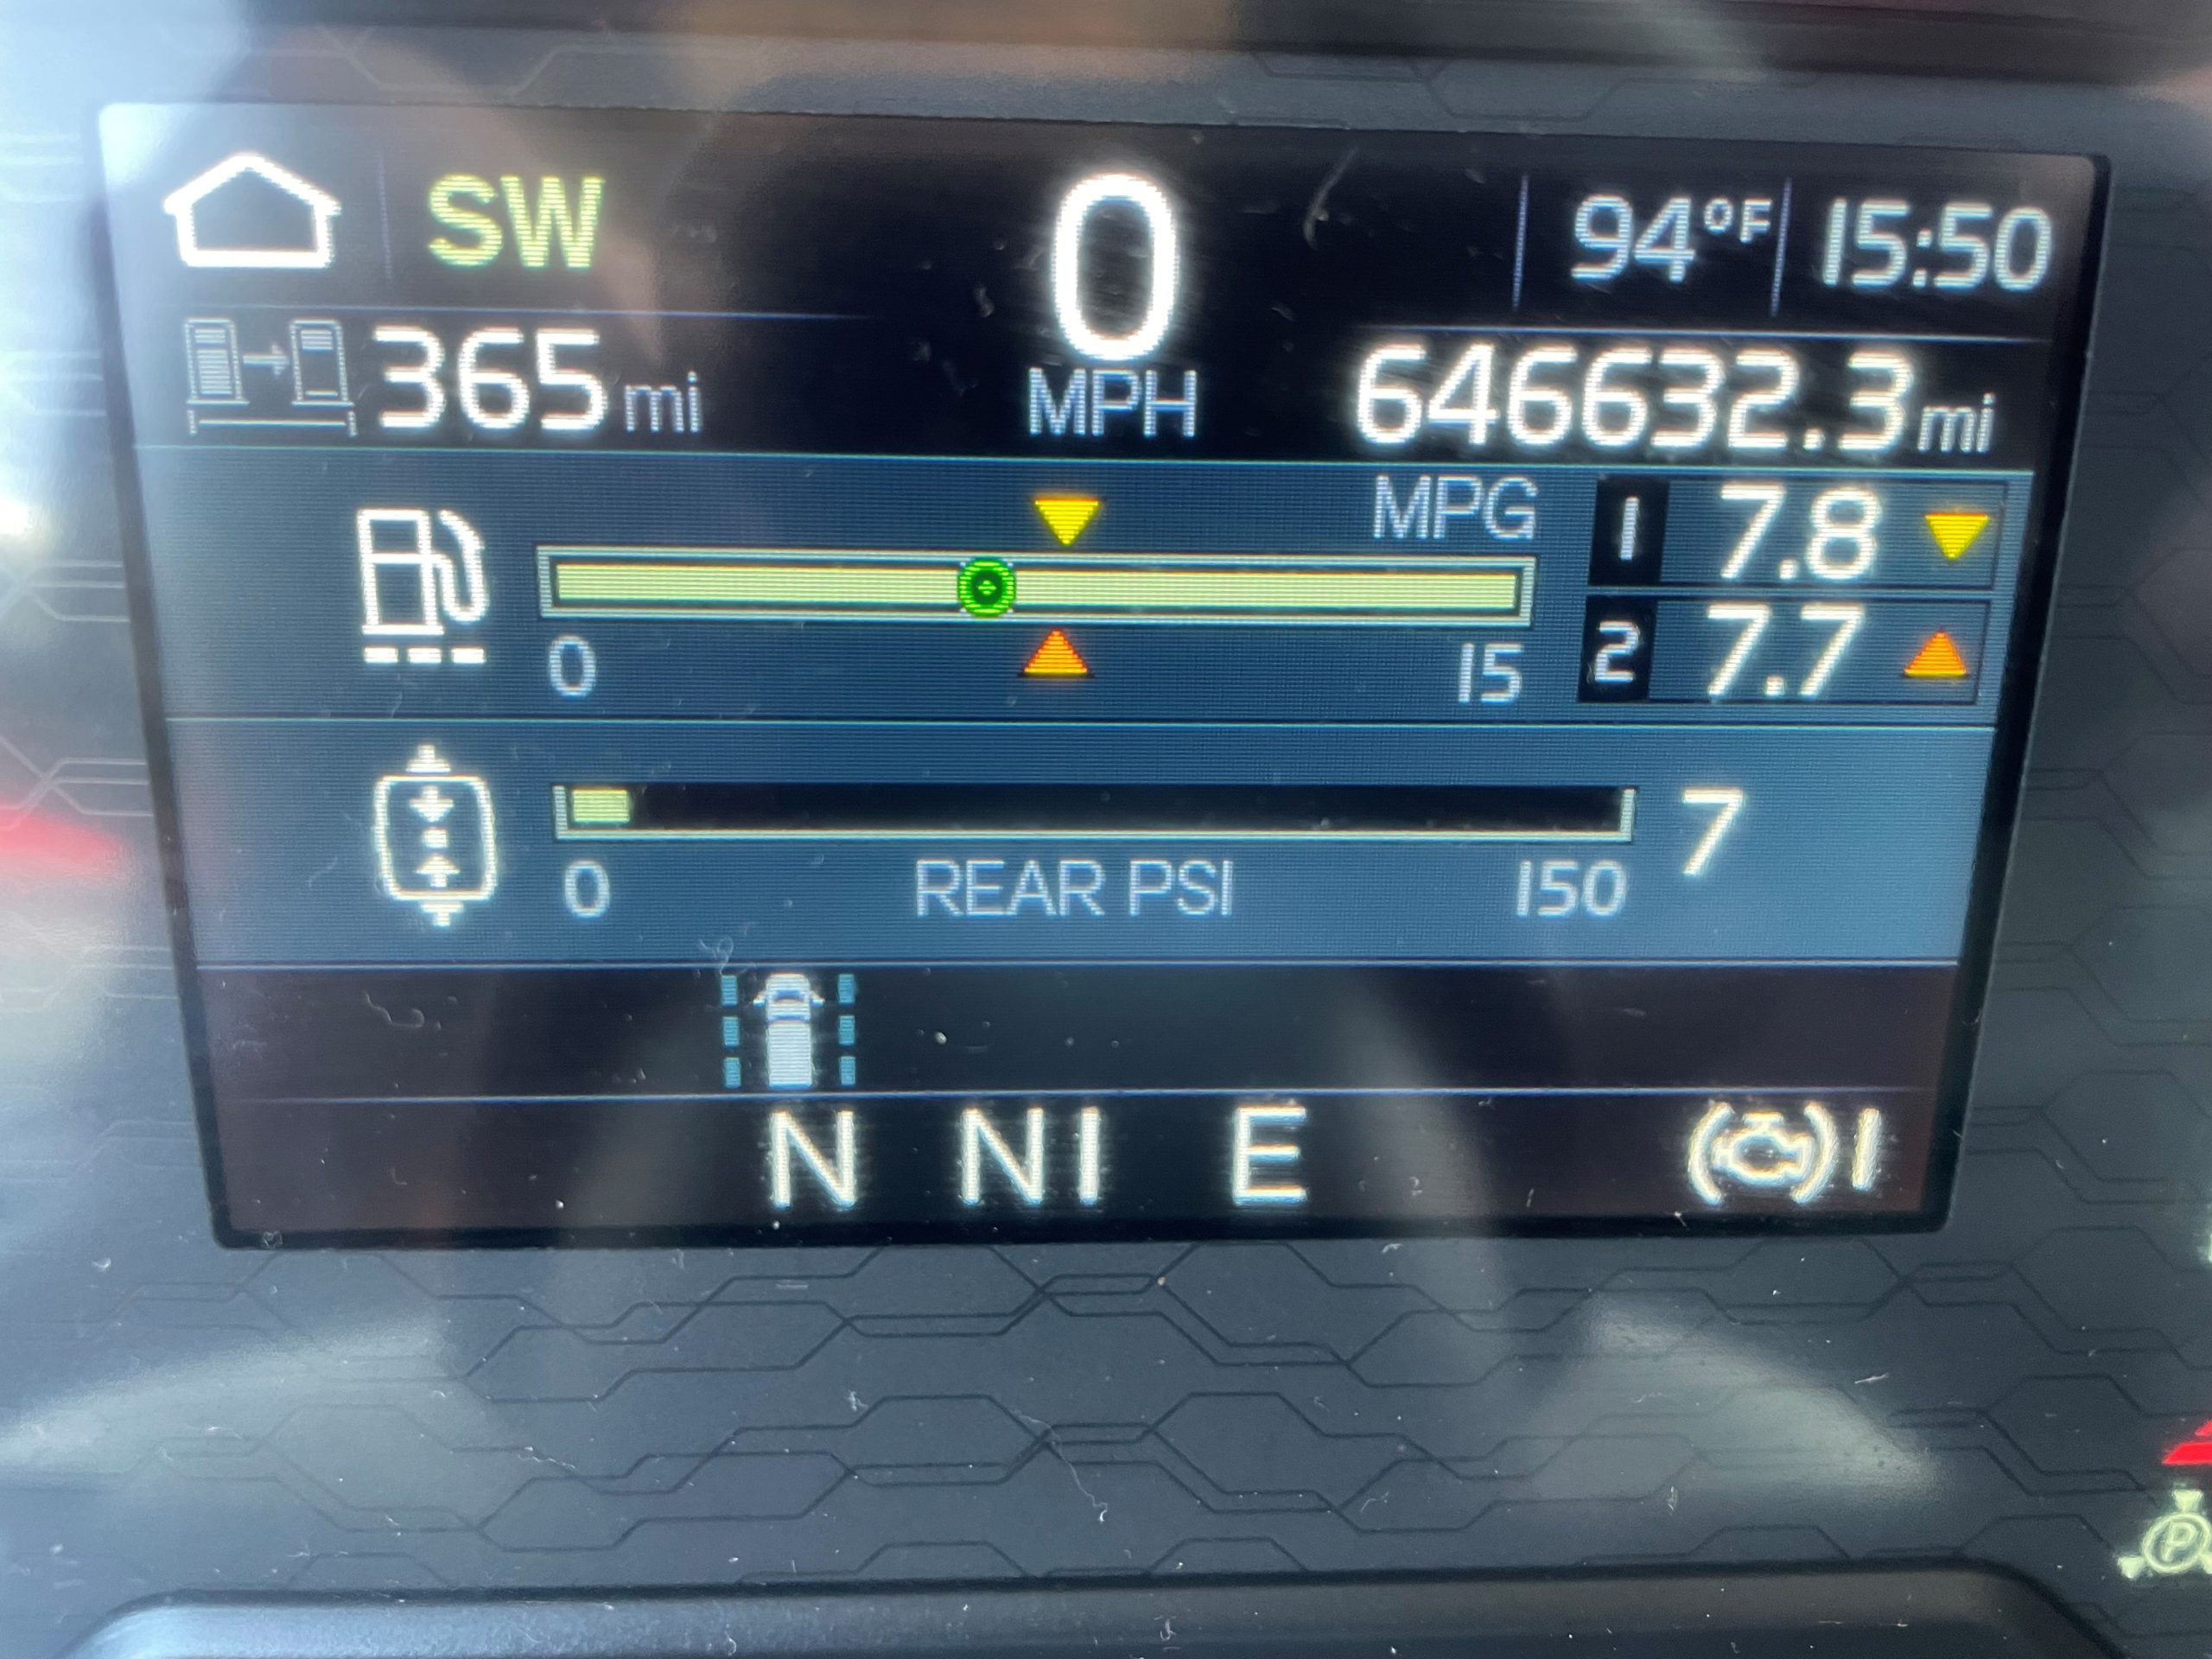 SW 0 94°F 15:50
365 mi MPH 646632.3 mi
MPG 1 7.8
0 15 2 7.7
7
0 REAR PSI 150
N NI E I
P